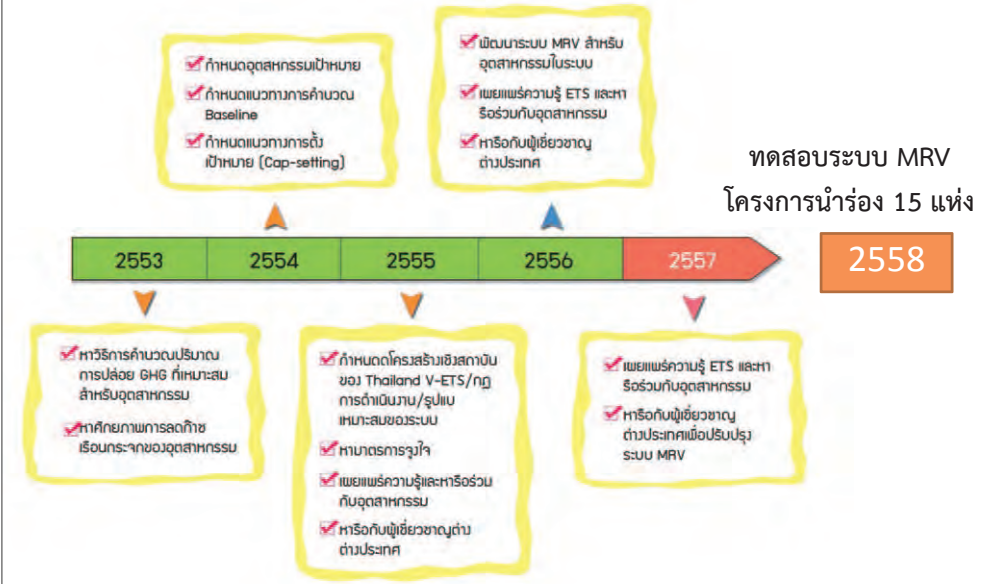 กำหนดอุตสหกรรมเป้าหมาย
กำหนดแนวทางการคำนวณ
Baseline
กำหนดแนวทางการตั้ง
เป้าหมาย (Cap-setting)
พัฒนาระบบ MRV สำหรับ
อุตสาหกรรมในระบบ
เผยแพร่ความรู้ ETS และหา
รือร่วมกับอุตสาหกรรม
หารือกับผู้เชี่ยวชาญ
ต่างประเทศ
ทดสอบระบบ MRV
โครงการนำร่อง 15 แห่ง
2553
2554
2555
2556
2557
2558
หาวิธีการคำนวณปริมาณ
การปล่อย GHG ที่เหมาะสม
สำหรับอุตสาหกรรม
หาศักยภาพการลดก๊าซ
เรือนกระจกของอุตสาหกรรม
กำหนดดโครงสร้างเชิงสถาบัน
ของ Thailand V-ETS/กฎ
การดำเนินงาน/รูปแบบ
เหมาะสมของระบบ
หามาตรการจูงใจ
เผยแพร่ความรู้และหารือร่วม
กับอุตสาหกรรม
หารือกับผู้เชี่ยวชาญต่าง
ต่างประเทศ
เผยแพร่ความรู้ ETS และหา
รือร่วมกับอุตสาหกรรม
หารือกับผู้เชี่ยวชาญ
ต่างประเทศเพื่อปรับปรุง
ระบบ MRV